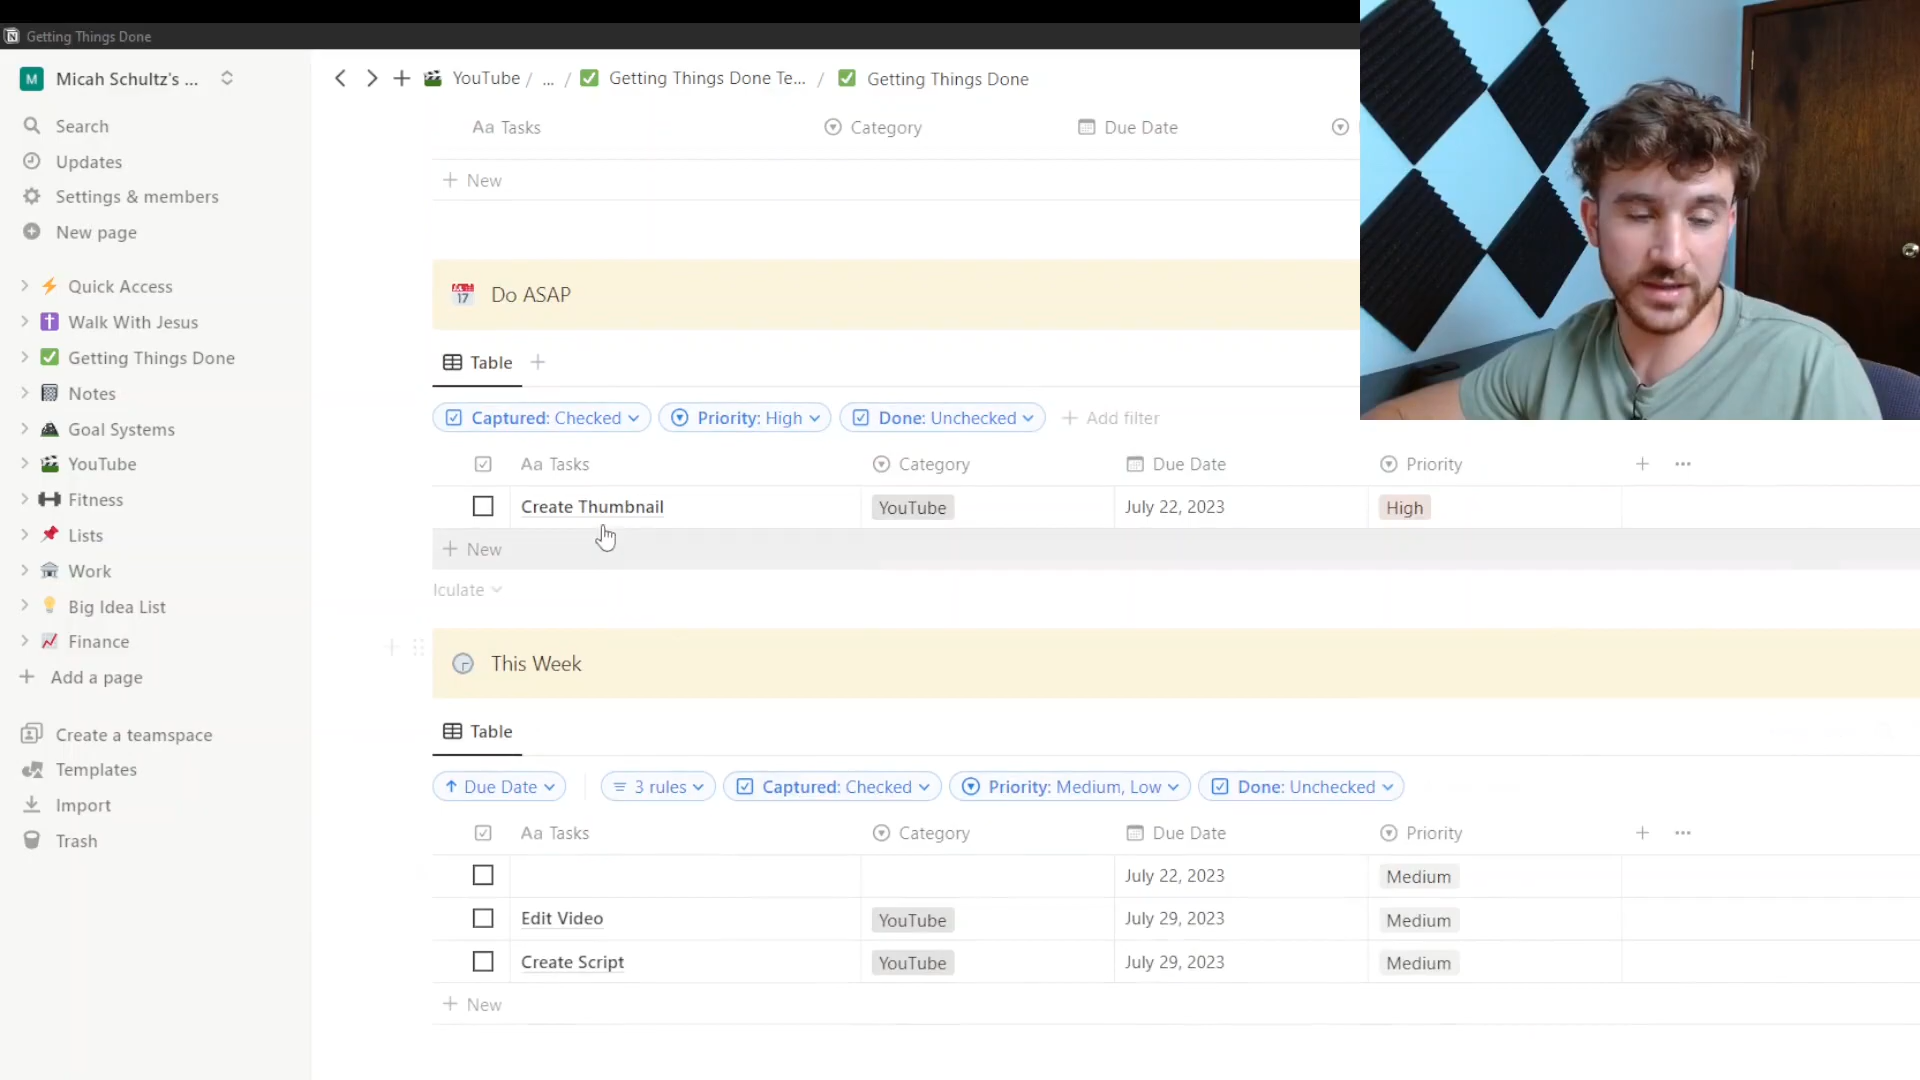 Getting Things Done
M Micah Schultz's ...
Search
Updates
Settings & members
New page
Quick Access
Walk With Jesus
Getting Things Done
Notes
Goal Systems
YouTube
Fitness
Lists
Work
Big Idea List
Finance
Add a page
Create a teamspace
Templates
Import
Trash
YouTube / ... / Getting Things Done Te... / Getting Things Done
Aa Tasks Category Due Date
+ New
17 Do ASAP
Table +
Captured: Checked Priority: High Done: Unchecked + Add filter
Aa Tasks Category Due Date Priority + ...
Create Thumbnail YouTube July 22, 2023 High
+ New
lculate
This Week
Table
↑ Due Date 3 rules Captured: Checked Priority: Medium, Low Done: Unchecked
Aa Tasks Category Due Date Priority + ...
July 22, 2023 Medium
Edit Video YouTube July 29, 2023 Medium
Create Script YouTube July 29, 2023 Medium
+ New